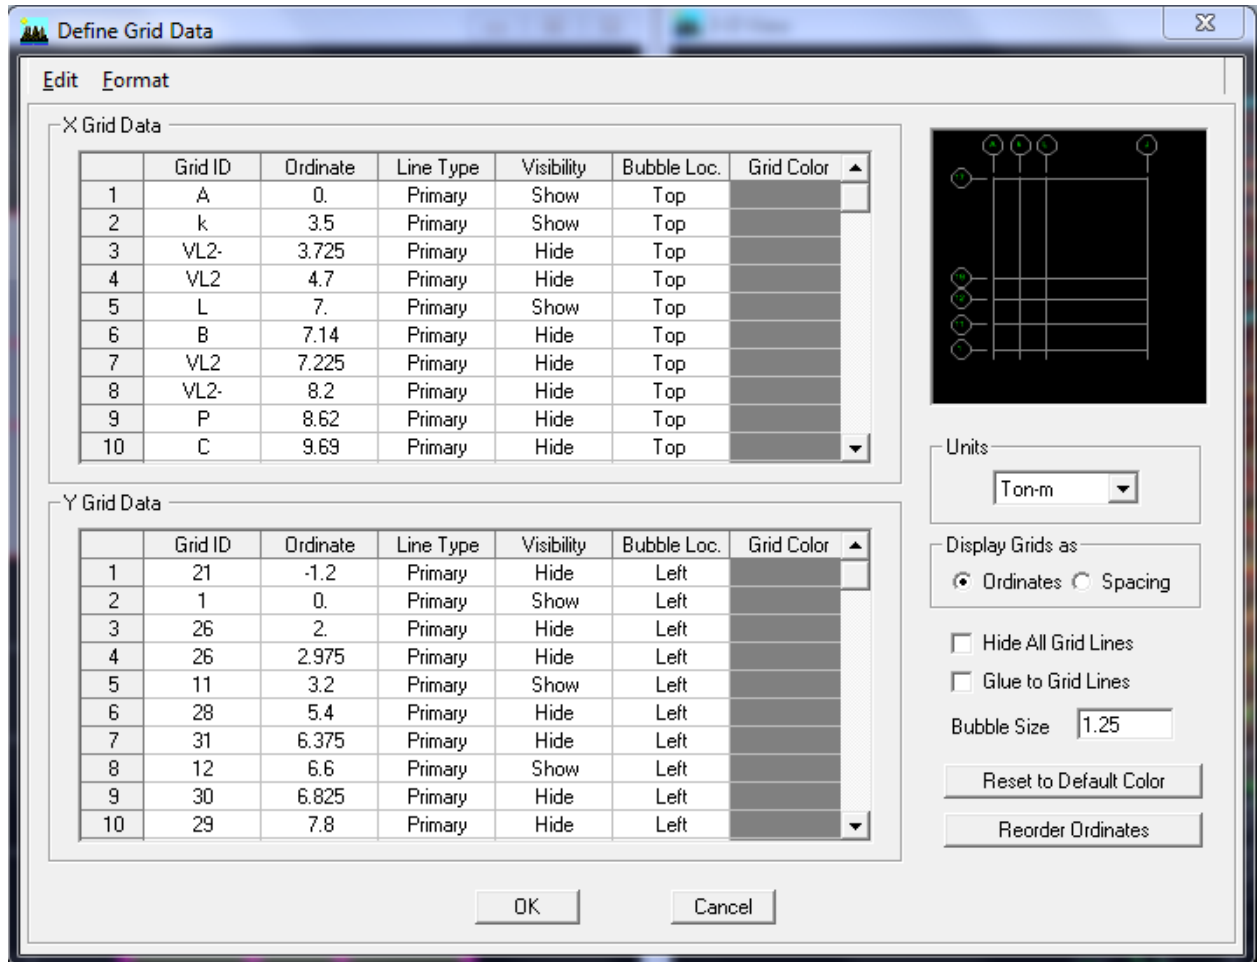 Define Grid Data
Edit Format
X Grid Data
Grid ID Ordinate Line Type Visibility Bubble Loc. Grid Color
1 A 0. Primary Show Top
2 k 3.5 Primary Show Top
3 VL2- 3.725 Primary Hide Top
4 VL2 4.7 Primary Hide Top
5 L 7. Primary Show Top
6 B 7.14 Primary Hide Top
7 VL2 7.225 Primary Hide Top
8 VL2- 8.2 Primary Hide Top
9 P 8.62 Primary Hide Top
10 C 9.69 Primary Hide Top
Y Grid Data
Grid ID Ordinate Line Type Visibility Bubble Loc. Grid Color
1 21 -1.2 Primary Hide Left
2 1 0. Primary Show Left
3 26 2. Primary Hide Left
4 26 2.975 Primary Hide Left
5 11 3.2 Primary Show Left
6 28 5.4 Primary Hide Left
7 31 6.375 Primary Hide Left
8 12 6.6 Primary Show Left
9 30 6.825 Primary Hide Left
10 29 7.8 Primary Hide Left
Units
Ton-m
Display Grids as
Ordinates Spacing
Hide All Grid Lines
Glue to Grid Lines
Bubble Size 1.25
Reset to Default Color
Reorder Ordinates
OK Cancel